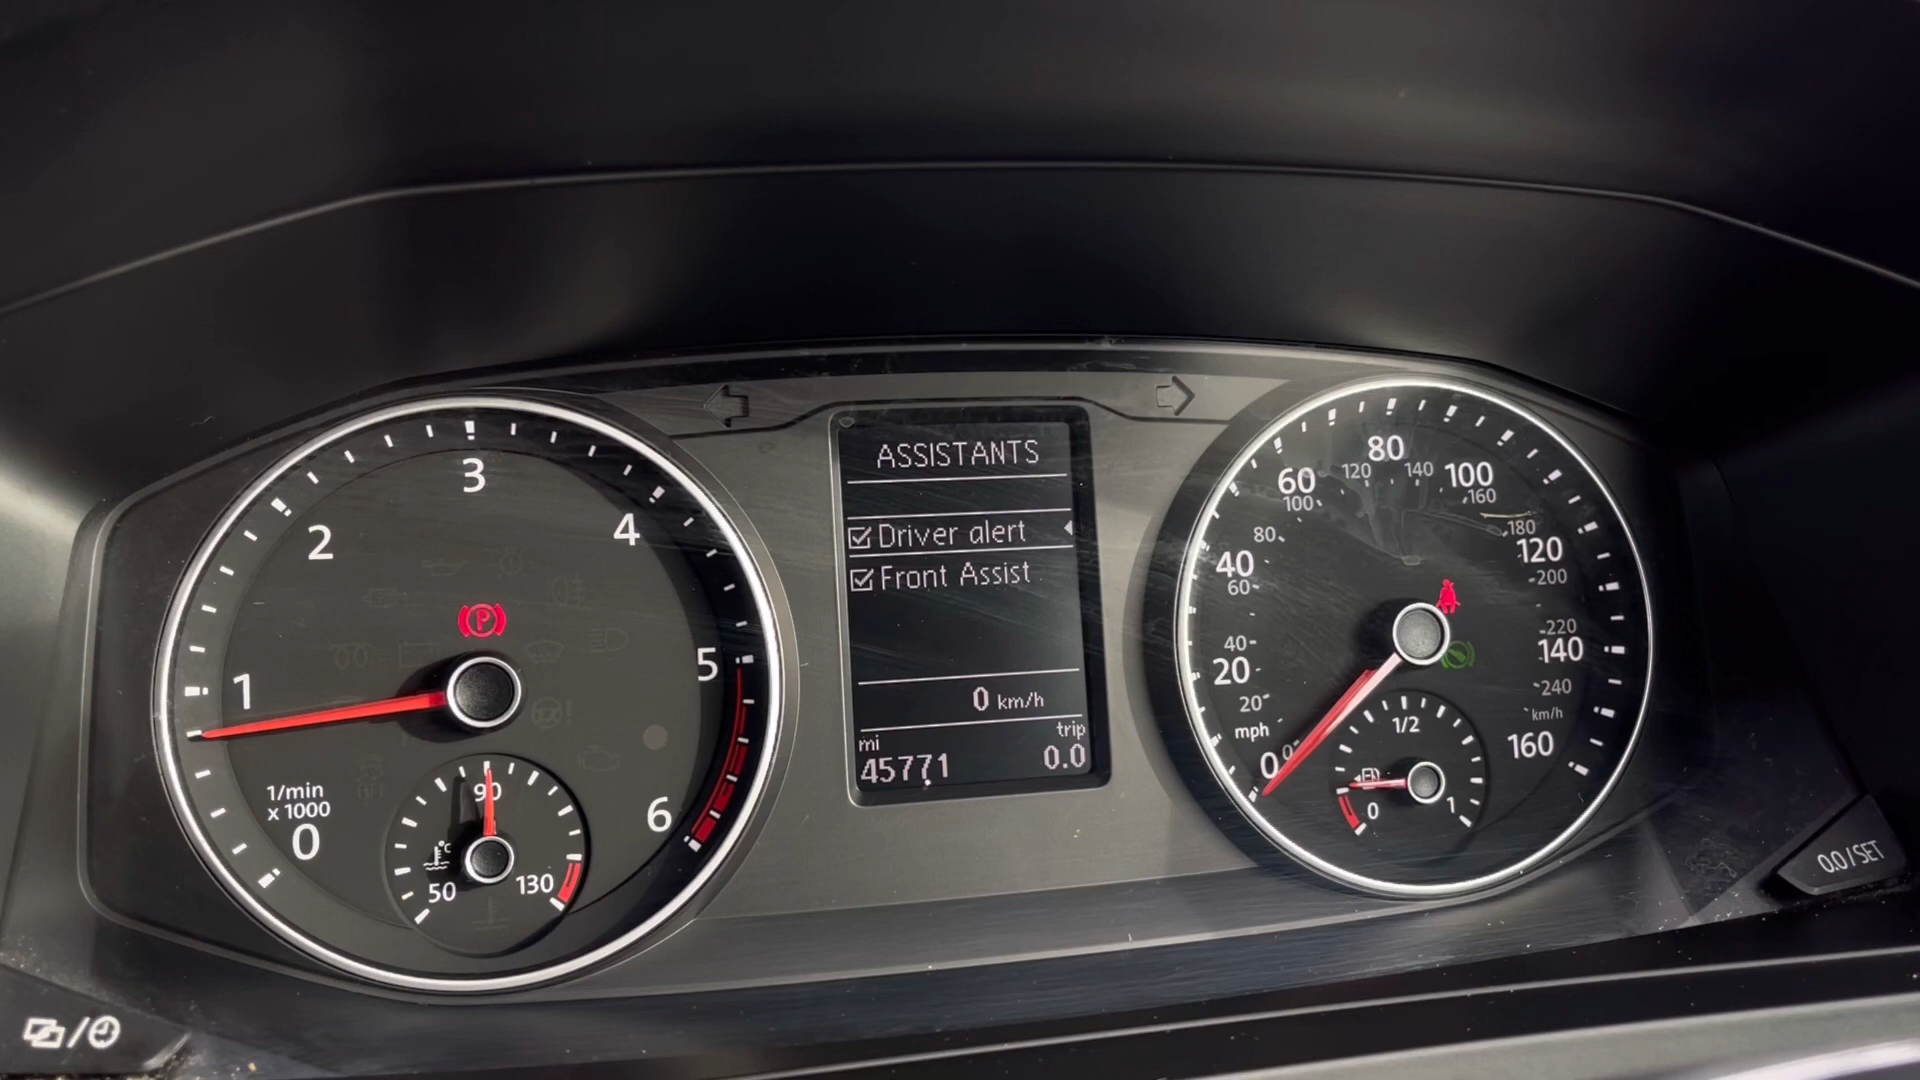 ASSISTANTS
Driver alert
Front Assist
0 km/h
mi trip
45771 0.0
0 1 2 3 4 5 6
1/min
x 1000
50 90 130
°C
P
0 20 40 60 80 100 120 140 160
mph
20 40 60 80 100 120 140 160 180 200 220 240
km/h
0 1/2 1
0.0/SET